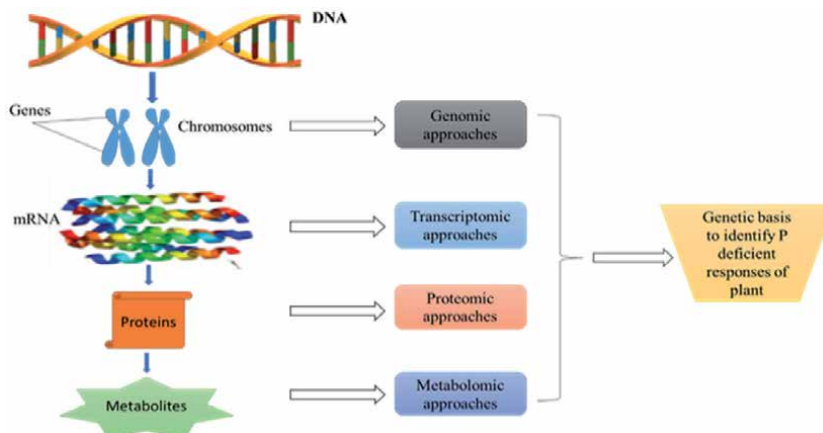 DNA
Genes
Chromosomes
Genomic
approaches
mRNA
Transcriptomic
approaches
Genetic basis
to identify P
deficient
responses of
plant
Proteins
Proteomic
approaches
Metabolites
Metabolomic
approaches